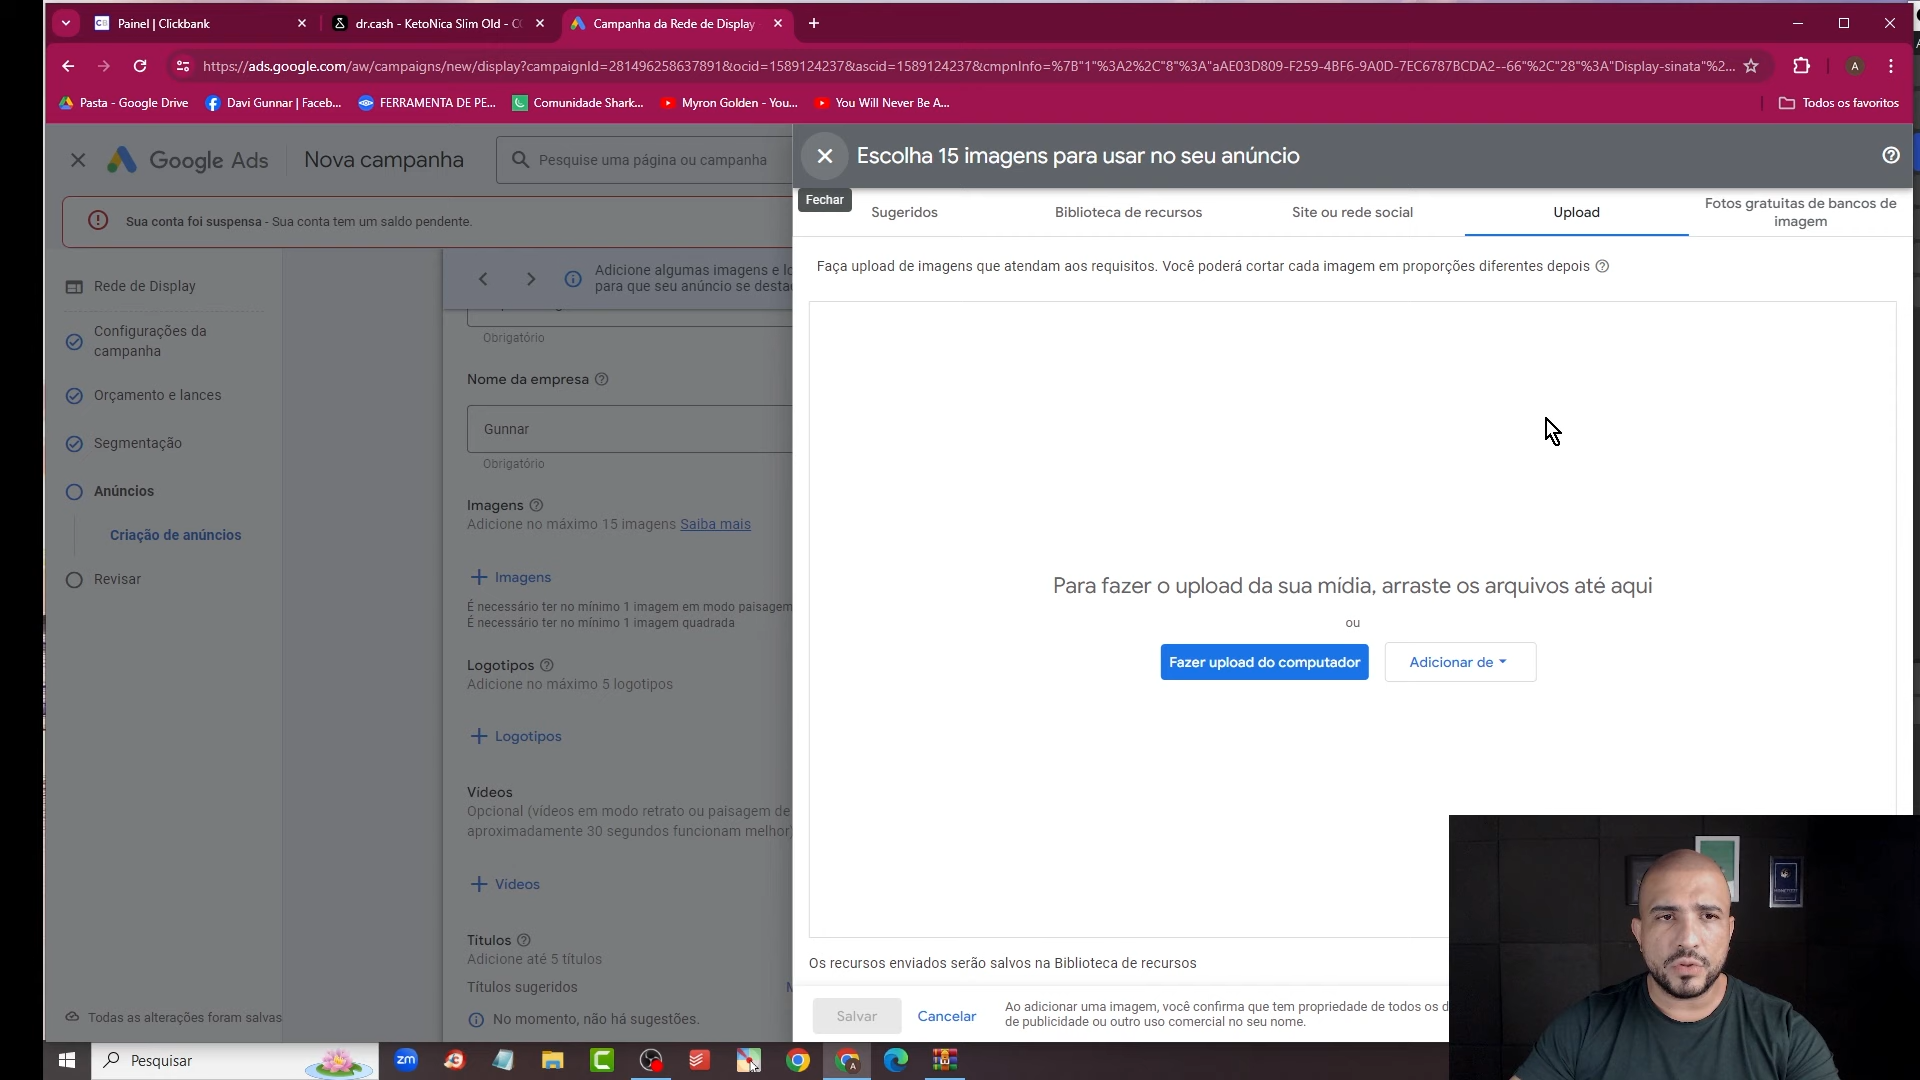 Painel | Clickbank
dr.cash - KetoNica Slim Old - C
Campanha da Rede de Display
https://ads.google.com/aw/campaigns/new/display?campaignId=281496258637891&ocid=1589124237&ascid=1589124237&cmpnInfo=%7B"1"%3A2%2C"8"%3A"aAE03D809-F259-4BF6-9A0D-7EC6787BCDA2--66"%2C"28"%3A"Display-sinata"%2...
A
Pasta - Google Drive
Davi Gunnar | Faceb...
FERRAMENTA DE PE...
Comunidade Shark...
Myron Golden - You...
You Will Never Be A...
Todos os favoritos
Google Ads
Nova campanha
Pesquise uma página ou campanha
Escolha 15 imagens para usar no seu anúncio
Fechar
Sua conta foi suspensa - Sua conta tem um saldo pendente.
Sugeridos
Biblioteca de recursos
Site ou rede social
Upload
Fotos gratuitas de bancos de
imagem
Faça upload de imagens que atendam aos requisitos. Você poderá cortar cada imagem em proporções diferentes depois
Rede de Display
Configurações da
campanha
Orçamento e lances
Segmentação
Anúncios
Criação de anúncios
Revisar
Todas as alterações foram salvas
Adicione algumas imagens e lo
para que seu anúncio se desta
Obrigatório
Nome da empresa
Gunnar
Obrigatório
Imagens
Adicione no máximo 15 imagens Saiba mais
Imagens
É necessário ter no mínimo 1 imagem em modo paisagem
É necessário ter no mínimo 1 imagem quadrada
Logotipos
Adicione no máximo 5 logotipos
Logotipos
Vídeos
Opcional (vídeos em modo retrato ou paisagem de
aproximadamente 30 segundos funcionam melhor)
Vídeos
Títulos
Adicione até 5 títulos
Títulos sugeridos
No momento, não há sugestões.
Para fazer o upload da sua mídia, arraste os arquivos até aqui
ou
Fazer upload do computador
Adicionar de
Os recursos enviados serão salvos na Biblioteca de recursos
Salvar
Cancelar
Ao adicionar uma imagem, você confirma que tem propriedade de todos os d
de publicidade ou outro uso comercial no seu nome.
Pesquisar
zm